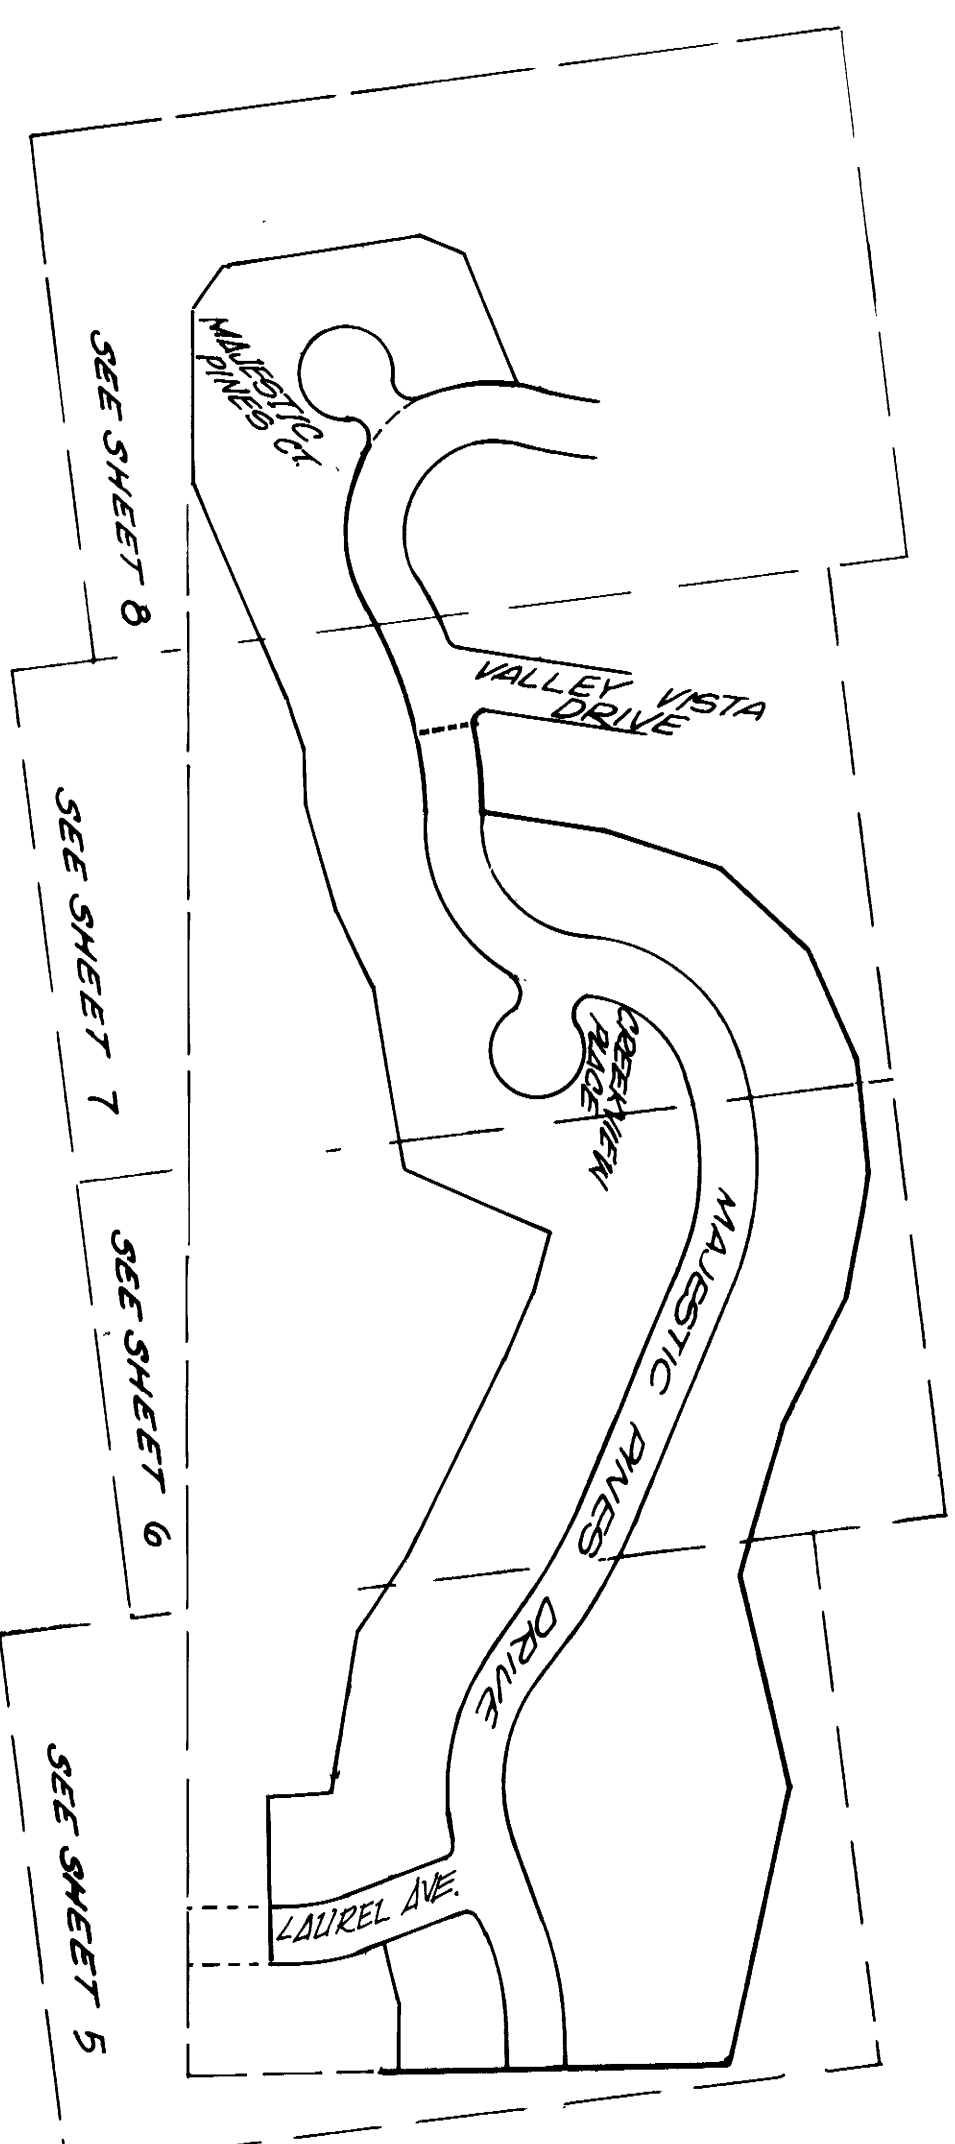 SEE SHEET 8
MAJESTIC
PINES CT.
VALLEY VISTA
DRIVE
SEE SHEET 7
CREEKVIEW
PLACE
SEE SHEET 6
MAJESTIC PINES DRIVE
SEE SHEET 5
LAUREL AVE.